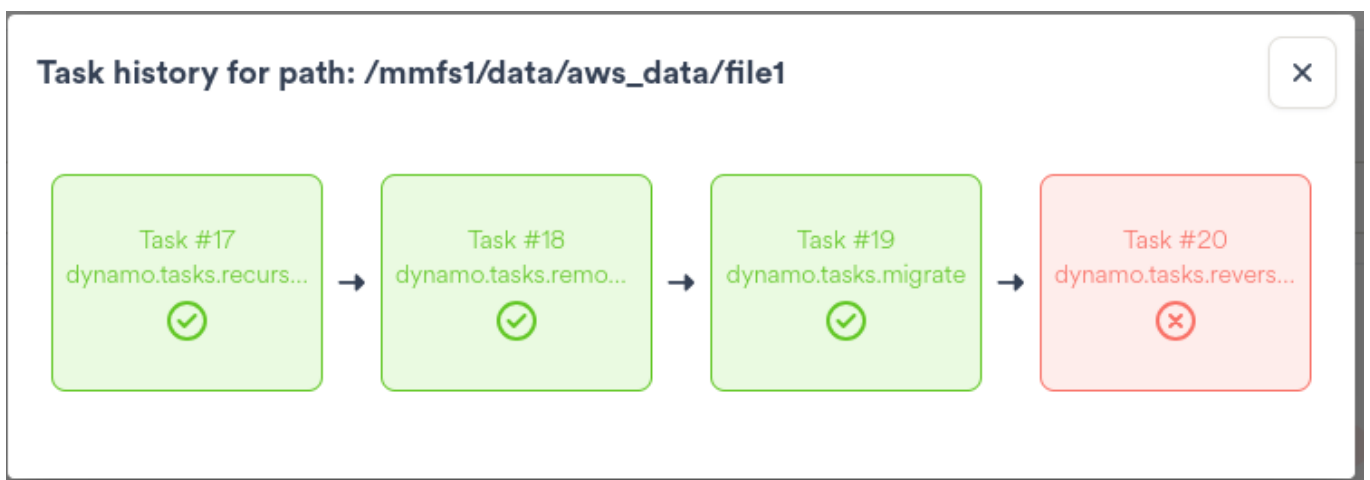 Task history for path: /mmfs1/data/aws_data/file1
Task #17
dynamo.tasks.recurs...
Task #18
dynamo.tasks.remo...
Task #19
dynamo.tasks.migrate
Task #20
dynamo.tasks.revers...